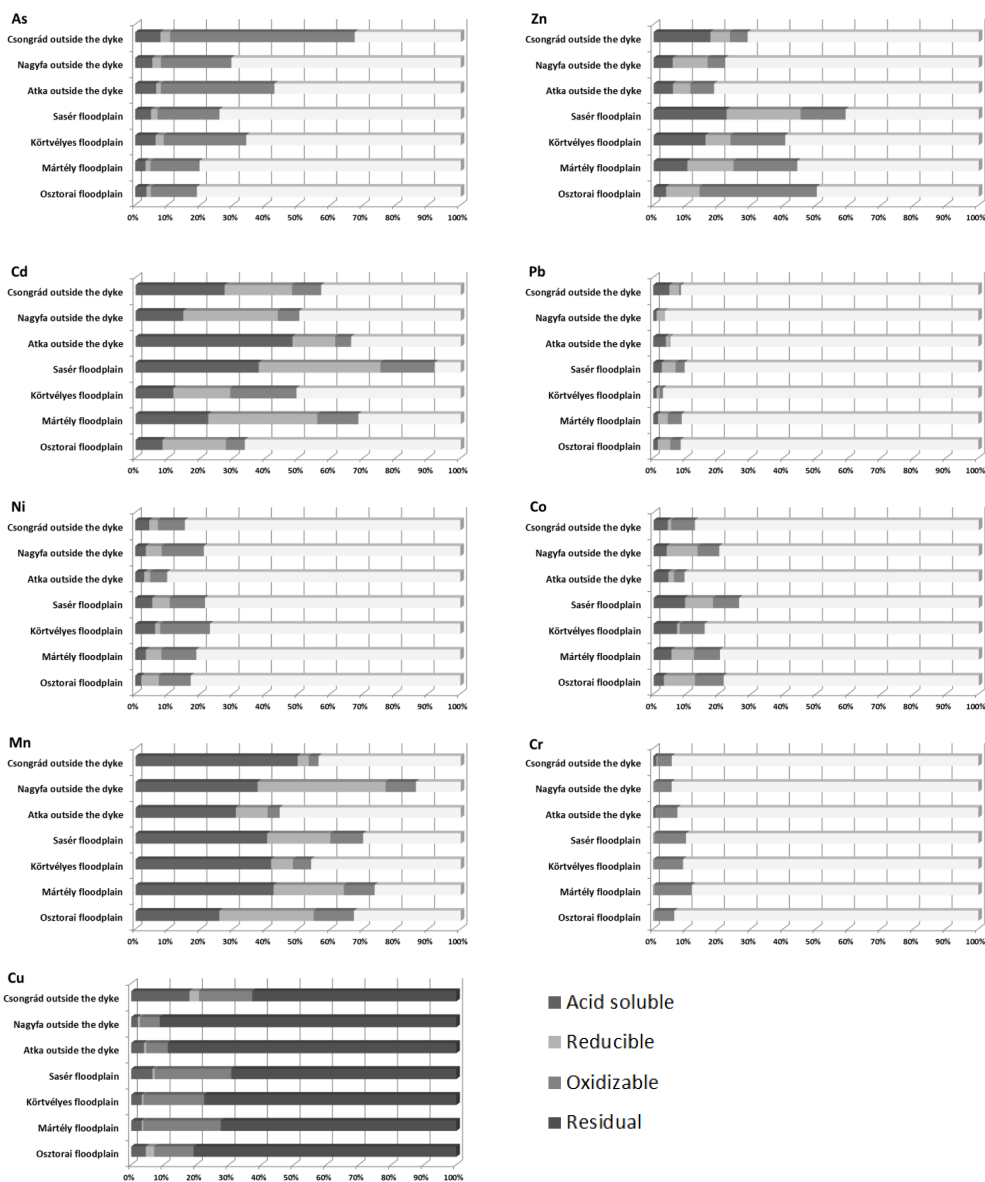 As
Csongrád outside the dyke
Nagyfa outside the dyke
Atka outside the dyke
Sasér floodplain
Körtvélyes floodplain
Mártély floodplain
Osztorai floodplain
0% 10% 20% 30% 40% 50% 60% 70% 80% 90% 100%
Zn
Csongrád outside the dyke
Nagyfa outside the dyke
Atka outside the dyke
Sasér floodplain
Körtvélyes floodplain
Mártély floodplain
Osztorai floodplain
0% 10% 20% 30% 40% 50% 60% 70% 80% 90% 100%
Cd
Csongrád outside the dyke
Nagyfa outside the dyke
Atka outside the dyke
Sasér floodplain
Körtvélyes floodplain
Mártély floodplain
Osztorai floodplain
0% 10% 20% 30% 40% 50% 60% 70% 80% 90% 100%
Pb
Csongrád outside the dyke
Nagyfa outside the dyke
Atka outside the dyke
Sasér floodplain
Körtvélyes floodplain
Mártély floodplain
Osztorai floodplain
0% 10% 20% 30% 40% 50% 60% 70% 80% 90% 100%
Ni
Csongrád outside the dyke
Nagyfa outside the dyke
Atka outside the dyke
Sasér floodplain
Körtvélyes floodplain
Mártély floodplain
Osztorai floodplain
0% 10% 20% 30% 40% 50% 60% 70% 80% 90% 100%
Co
Csongrád outside the dyke
Nagyfa outside the dyke
Atka outside the dyke
Sasér floodplain
Körtvélyes floodplain
Mártély floodplain
Osztorai floodplain
0% 10% 20% 30% 40% 50% 60% 70% 80% 90% 100%
Mn
Csongrád outside the dyke
Nagyfa outside the dyke
Atka outside the dyke
Sasér floodplain
Körtvélyes floodplain
Mártély floodplain
Osztorai floodplain
0% 10% 20% 30% 40% 50% 60% 70% 80% 90% 100%
Cr
Csongrád outside the dyke
Nagyfa outside the dyke
Atka outside the dyke
Sasér floodplain
Körtvélyes floodplain
Mártély floodplain
Osztorai floodplain
0% 10% 20% 30% 40% 50% 60% 70% 80% 90% 100%
Cu
Csongrád outside the dyke
Nagyfa outside the dyke
Atka outside the dyke
Sasér floodplain
Körtvélyes floodplain
Mártély floodplain
Osztorai floodplain
0% 10% 20% 30% 40% 50% 60% 70% 80% 90% 100%
Acid soluble
Reducible
Oxidizable
Residual